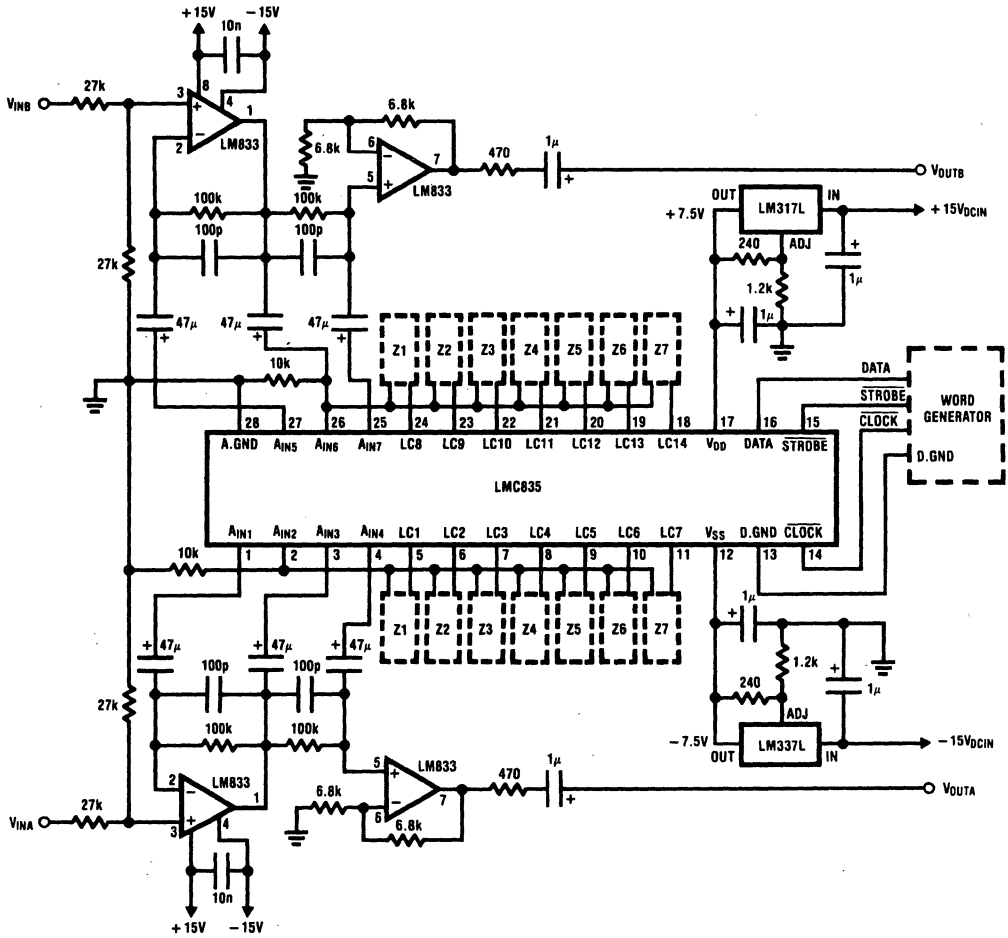 +15V -15V
10n
27k
VINB
3 8 4 1
+
−
2
LM833
6.8k
6.8k
6 7
−
+
5
LM833
470
1µ
+
VOUTB
100k 100k
100p 100p
27k
47µ 47µ 47µ
+ + +
OUT LM317L IN
+7.5V
+15VDCIN
240 ADJ
+
1.2k
1µ
+ 1µ
Z1 Z2 Z3 Z4 Z5 Z6 Z7
10k
DATA
STROBE
CLOCK
D.GND
WORD
GENERATOR
28 27 26 25 24 23 22 21 20 19 18 17 16 15
A.GND AIN5 AIN6 AIN7 LC8 LC9 LC10 LC11 LC12 LC13 LC14 VDD DATA STROBE
LMC835
AIN1 AIN2 AIN3 AIN4 LC1 LC2 LC3 LC4 LC5 LC6 LC7 VSS D.GND CLOCK
1 2 3 4 5 6 7 8 9 10 11 12 13 14
10k
Z1 Z2 Z3 Z4 Z5 Z6 Z7
+ 47µ + 47µ + 47µ
100p 100p
27k
100k 100k
1µ
+
1.2k
+
1µ
240
ADJ
-7.5V
OUT LM337L IN
-15VDCIN
LM833
2 − 1
+
3 4
27k
VINA
10n
+15V -15V
5 LM833
+
−
6 7
6.8k
6.8k
470
1µ
+
VOUTA